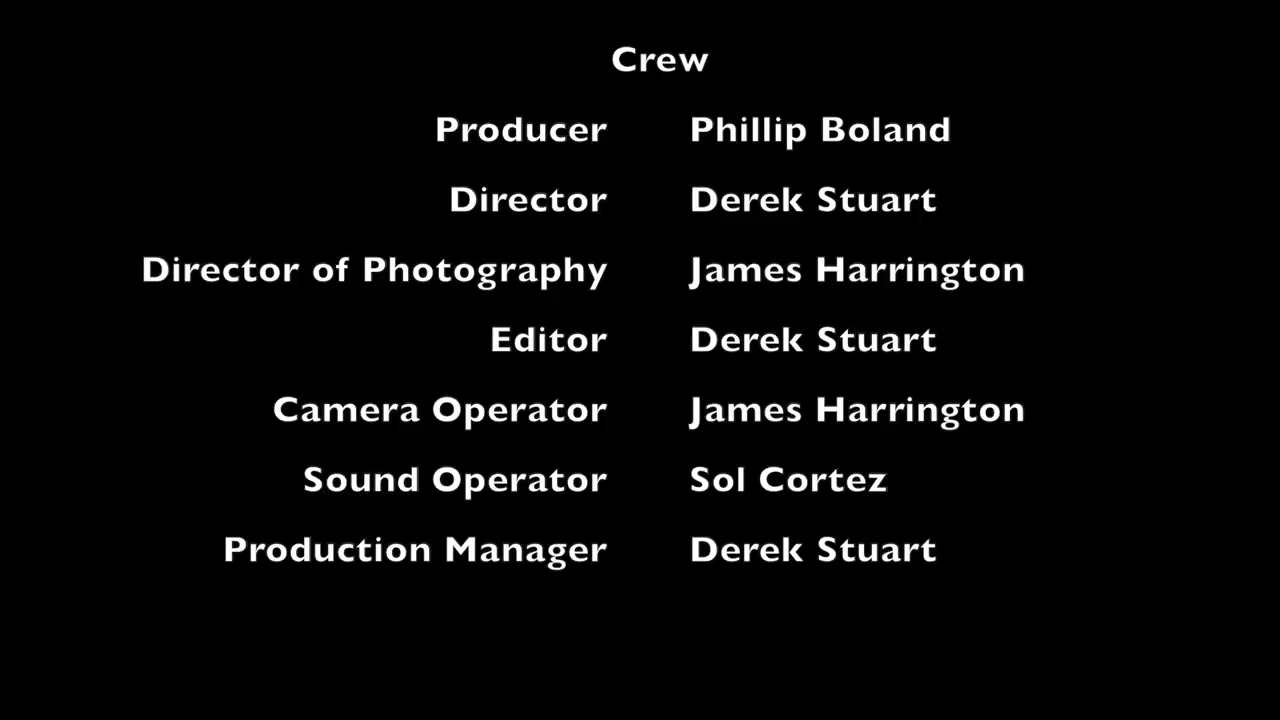 Crew
Producer Phillip Boland
Director Derek Stuart
Director of Photography James Harrington
Editor Derek Stuart
Camera Operator James Harrington
Sound Operator Sol Cortez
Production Manager Derek Stuart